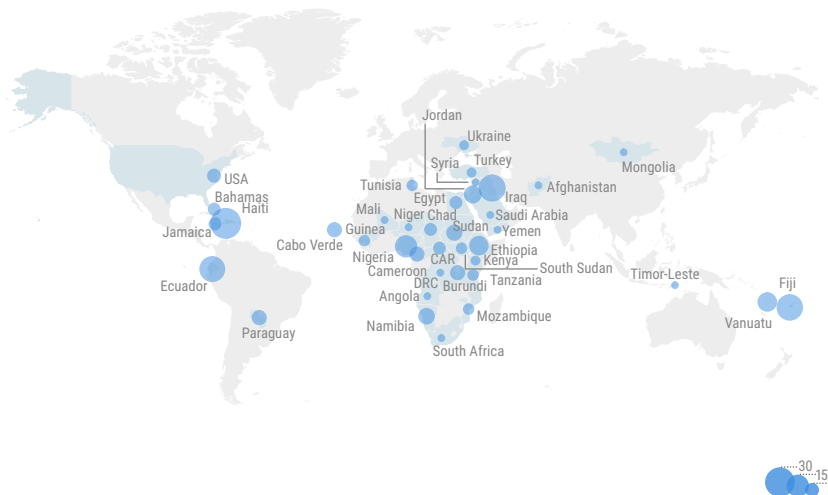 Jordan
Ukraine
Syria
Turkey
Mongolia
USA
Tunisia
Afghanistan
Bahamas
Egypt
Iraq
Haiti
Mali
Niger
Chad
Saudi Arabia
Jamaica
Guinea
Sudan
Yemen
Cabo Verde
Ethiopia
Nigeria
CAR
Kenya
South Sudan
Cameroon
Timor-Leste
Ecuador
DRC
Burundi
Tanzania
Fiji
Angola
Mozambique
Vanuatu
Namibia
Paraguay
South Africa
30
15